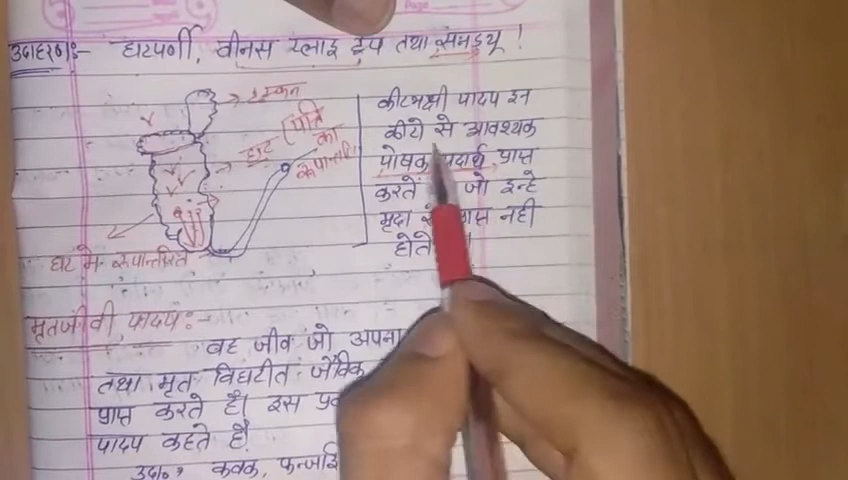 उदाहरण:- घटपर्णी, वीनस फ्लाई ट्रेप तथा सनड्यू !
ढक्कन
घट (पत्ति
का
रूपान्तरि
घट मे रूपान्तरित
कीटभक्षी पादप इन
कीटो से आवश्यक
पोषक पदार्थ प्राप्त
करते जो इन्हे
मृदा प्राप्त नही
होते
मृतजीवी पादप:-
वह जीव जो अपना
तथा मृत विघटीत जैविक
प्राप्त करते है। इस
पादप कहते है.
उदा० कवक,